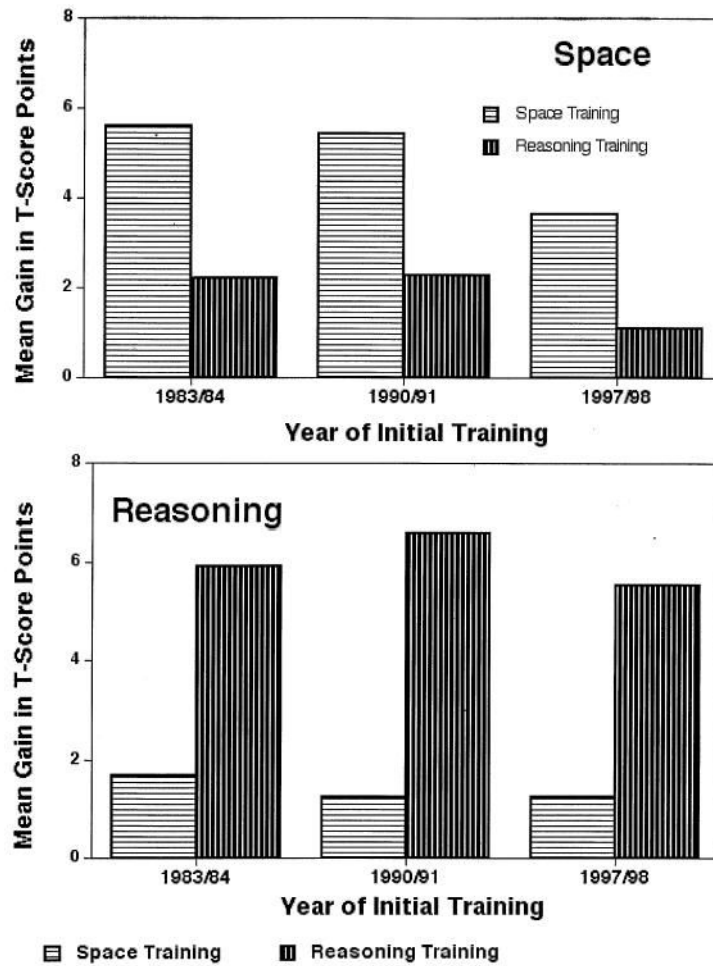 Space
Space Training
Reasoning Training
Mean Gain in T-Score Points
8
6
4
2
0
1983/84 1990/91 1997/98
Year of Initial Training
Reasoning
Mean Gain in T-Score Points
8
6
4
2
0
1983/84 1990/91 1997/98
Year of Initial Training
Space Training Reasoning Training